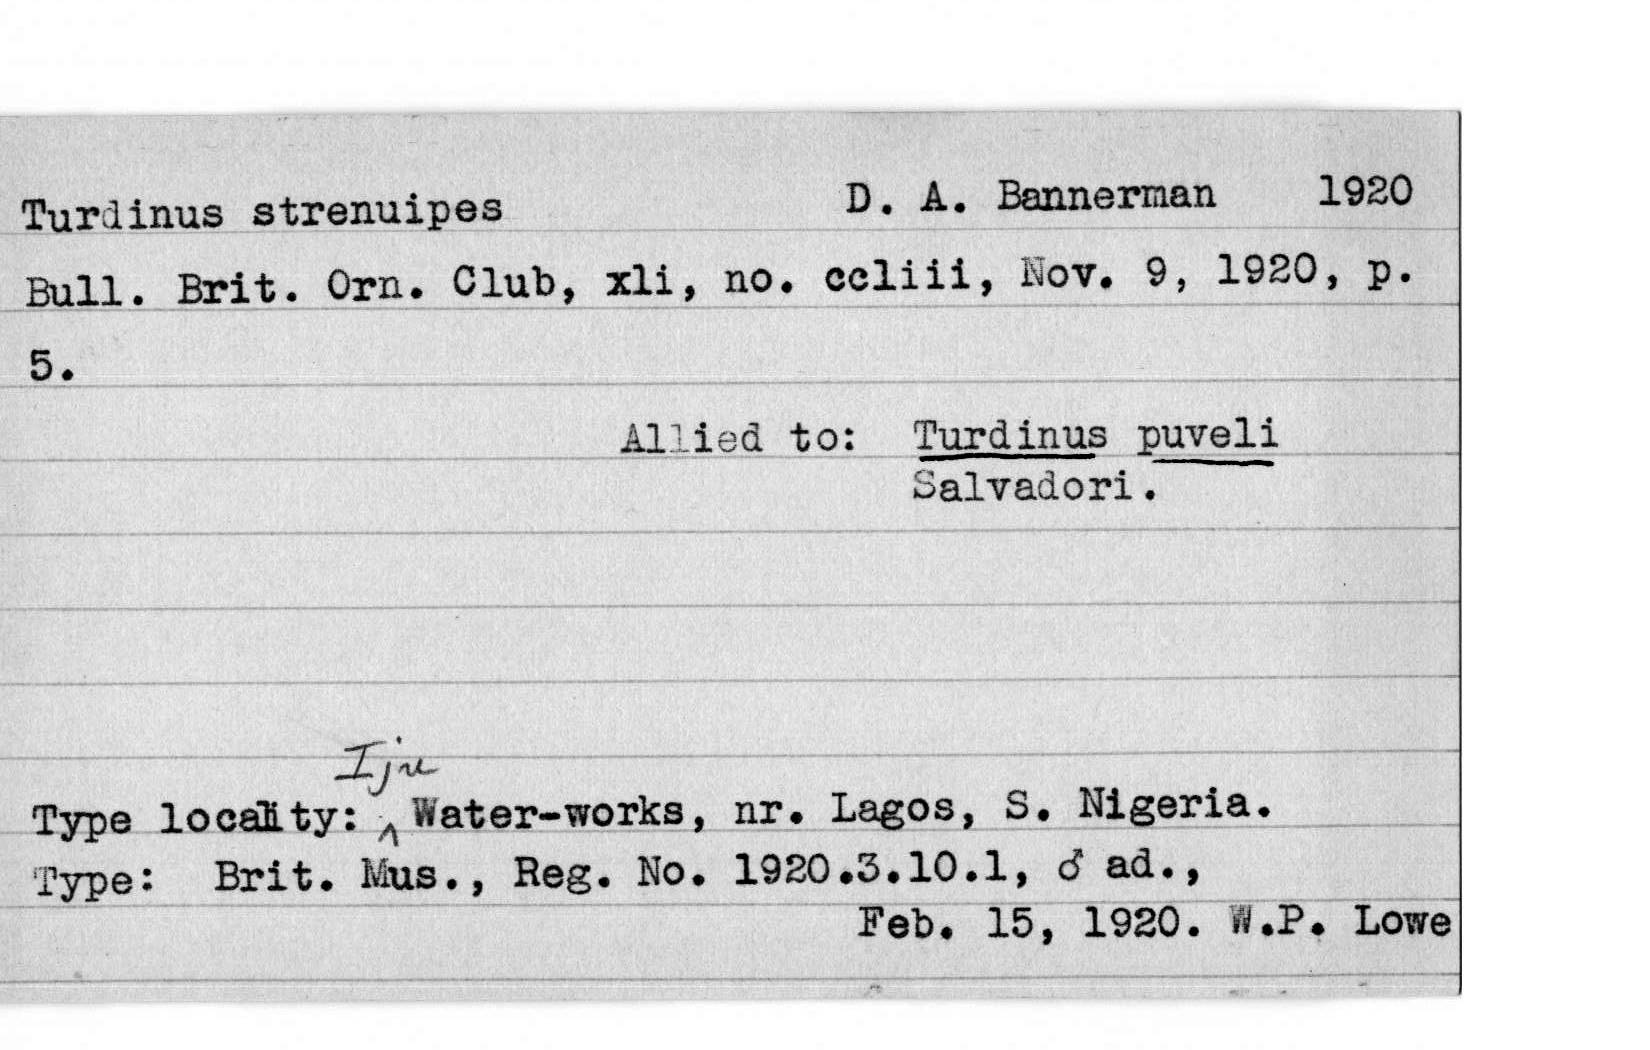 Turdinus strenuipes D. A. Bannerman 1920
Bull. Brit. Orn. Club, xli, no. ccliii, Nov. 9, 1920, p.
5.
Allied to: Turdinus puveli
Salvadori.
Iju
Type locality: ^ Water-works, nr. Lagos, S. Nigeria.
Type: Brit. Mus., Reg. No. 1920.3.10.1, ♂ ad.,
Feb. 15, 1920. W.P. Lowe